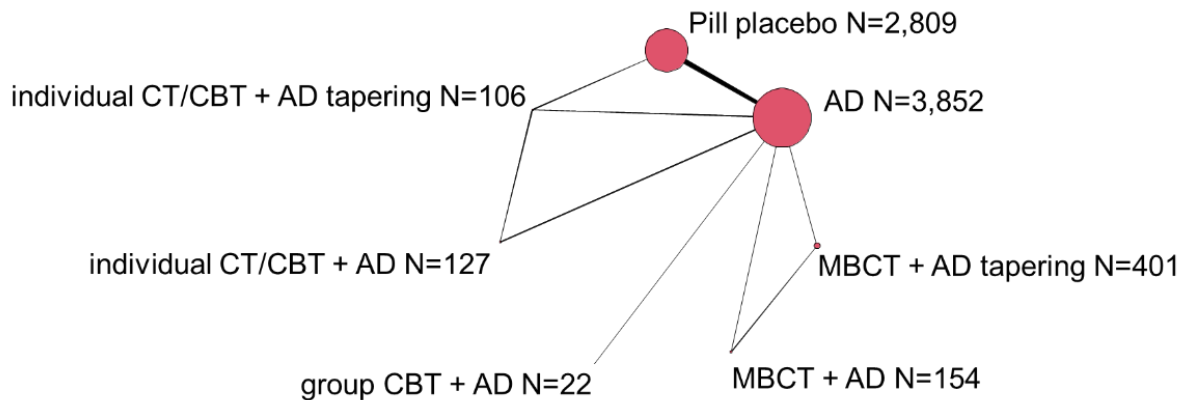 Pill placebo N=2,809
individual CT/CBT + AD tapering N=106
AD N=3,852
individual CT/CBT + AD N=127
MBCT + AD tapering N=401
group CBT + AD N=22
MBCT + AD N=154